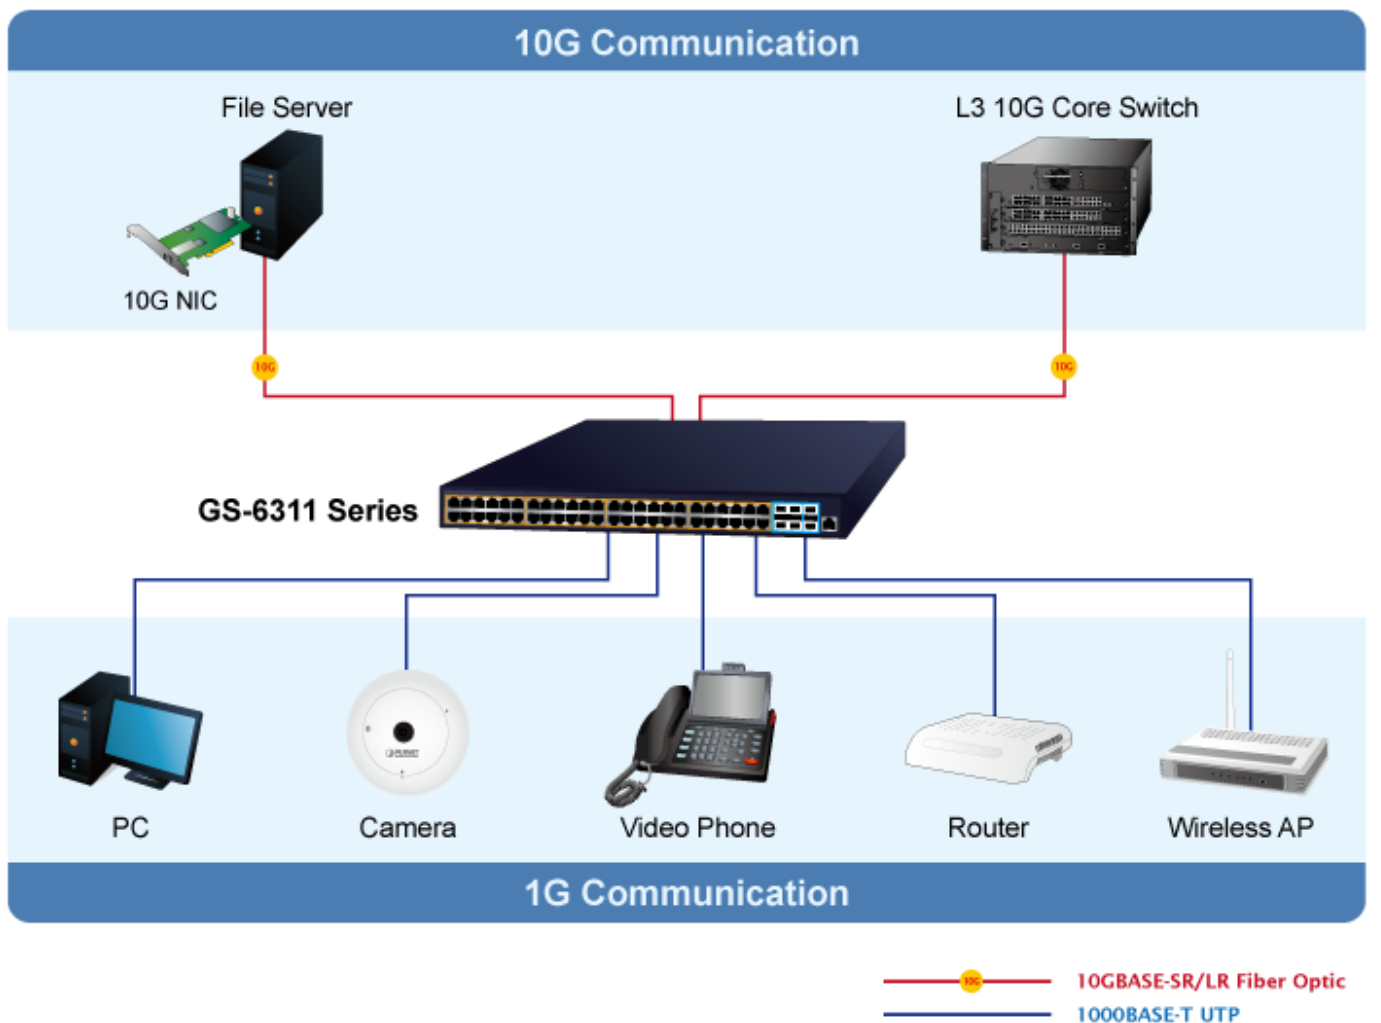 10G Communication
File Server
L3 10G Core Switch
10G NIC
10G
10G
GS-6311 Series
PC
Camera
Video Phone
Router
Wireless AP
1G Communication
10G
10GBASE-SR/LR Fiber Optic
1000BASE-T UTP